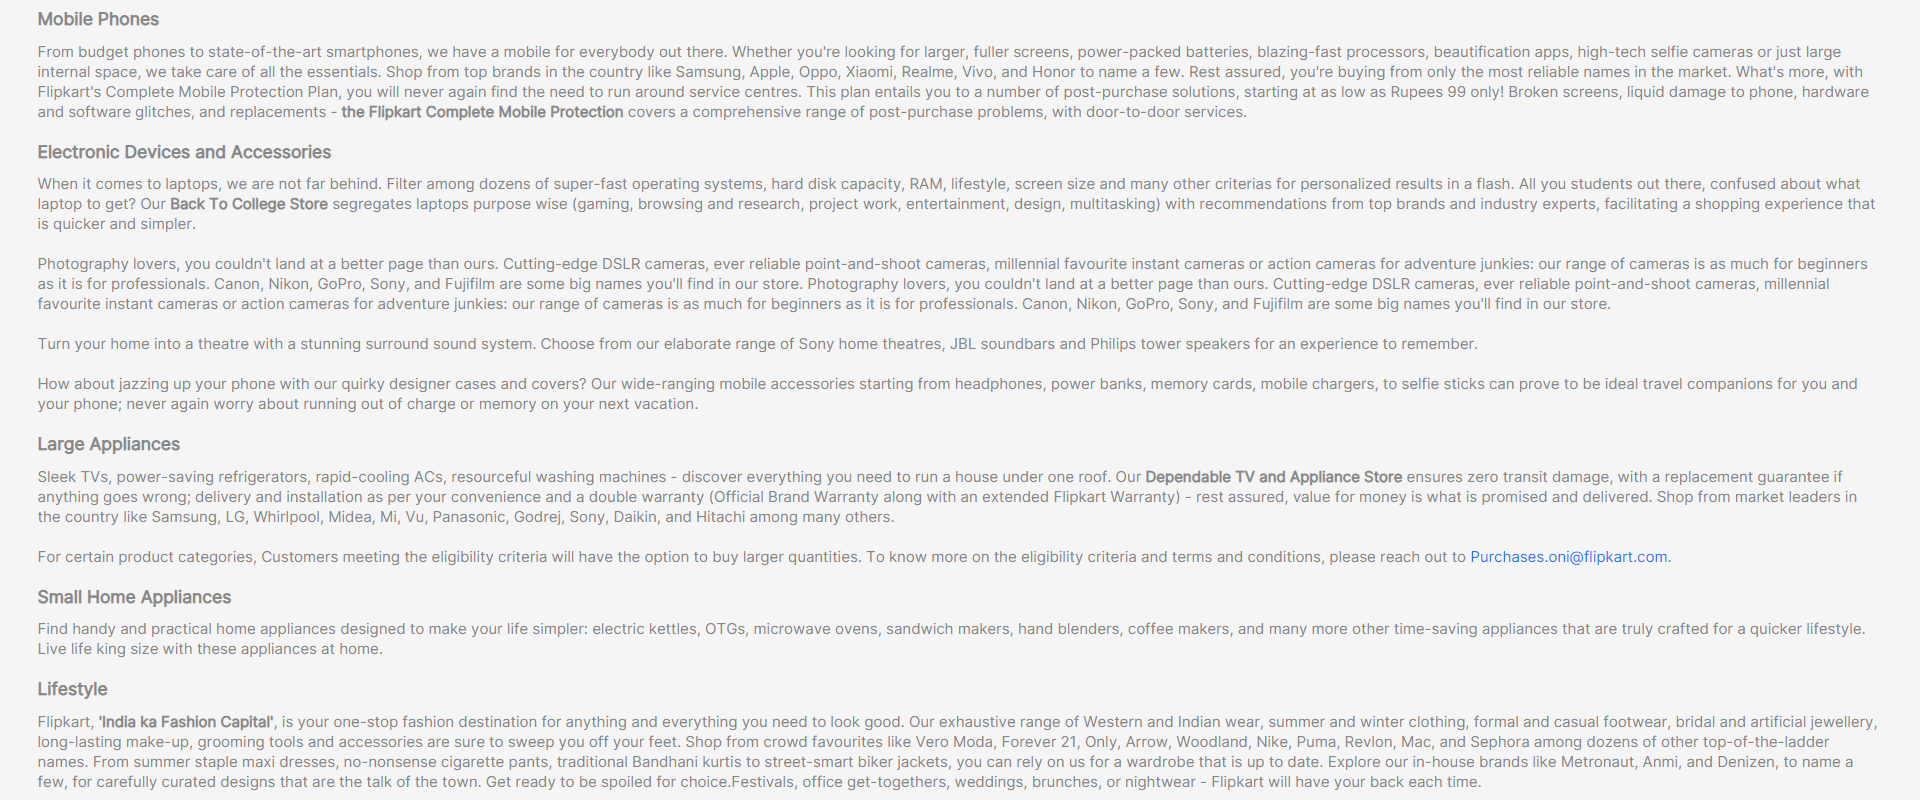 Mobile Phones
From budget phones to state-of-the-art smartphones, we have a mobile for everybody out there. Whether you're looking for larger, fuller screens, power-packed batteries, blazing-fast processors, beautification apps, high-tech selfie cameras or just large
internal space, we take care of all the essentials. Shop from top brands in the country like Samsung, Apple, Oppo, Xiaomi, Realme, Vivo, and Honor to name a few. Rest assured, you're buying from only the most reliable names in the market. What's more, with
Flipkart's Complete Mobile Protection Plan, you will never again find the need to run around service centres. This plan entails you to a number of post-purchase solutions, starting at as low as Rupees 99 only! Broken screens, liquid damage to phone, hardware
and software glitches, and replacements - the Flipkart Complete Mobile Protection covers a comprehensive range of post-purchase problems, with door-to-door services.
Electronic Devices and Accessories
When it comes to laptops, we are not far behind. Filter among dozens of super-fast operating systems, hard disk capacity, RAM, lifestyle, screen size and many other criterias for personalized results in a flash. All you students out there, confused about what
laptop to get? Our Back To College Store segregates laptops purpose wise (gaming, browsing and research, project work, entertainment, design, multitasking) with recommendations from top brands and industry experts, facilitating a shopping experience that
is quicker and simpler.
Photography lovers, you couldn't land at a better page than ours. Cutting-edge DSLR cameras, ever reliable point-and-shoot cameras, millennial favourite instant cameras or action cameras for adventure junkies: our range of cameras is as much for beginners
as it is for professionals. Canon, Nikon, GoPro, Sony, and Fujifilm are some big names you'll find in our store. Photography lovers, you couldn't land at a better page than ours. Cutting-edge DSLR cameras, ever reliable point-and-shoot cameras, millennial
favourite instant cameras or action cameras for adventure junkies: our range of cameras is as much for beginners as it is for professionals. Canon, Nikon, GoPro, Sony, and Fujifilm are some big names you'll find in our store.
Turn your home into a theatre with a stunning surround sound system. Choose from our elaborate range of Sony home theatres, JBL soundbars and Philips tower speakers for an experience to remember.
How about jazzing up your phone with our quirky designer cases and covers? Our wide-ranging mobile accessories starting from headphones, power banks, memory cards, mobile chargers, to selfie sticks can prove to be ideal travel companions for you and
your phone; never again worry about running out of charge or memory on your next vacation.
Large Appliances
Sleek TVs, power-saving refrigerators, rapid-cooling ACs, resourceful washing machines - discover everything you need to run a house under one roof. Our Dependable TV and Appliance Store ensures zero transit damage, with a replacement guarantee if
anything goes wrong; delivery and installation as per your convenience and a double warranty (Official Brand Warranty along with an extended Flipkart Warranty) - rest assured, value for money is what is promised and delivered. Shop from market leaders in
the country like Samsung, LG, Whirlpool, Midea, Mi, Vu, Panasonic, Godrej, Sony, Daikin, and Hitachi among many others.
For certain product categories, Customers meeting the eligibility criteria will have the option to buy larger quantities. To know more on the eligibility criteria and terms and conditions, please reach out to Purchases.oni@flipkart.com.
Small Home Appliances
Find handy and practical home appliances designed to make your life simpler: electric kettles, OTGs, microwave ovens, sandwich makers, hand blenders, coffee makers, and many more other time-saving appliances that are truly crafted for a quicker lifestyle.
Live life king size with these appliances at home.
Lifestyle
Flipkart, 'India ka Fashion Capital', is your one-stop fashion destination for anything and everything you need to look good. Our exhaustive range of Western and Indian wear, summer and winter clothing, formal and casual footwear, bridal and artificial jewellery,
long-lasting make-up, grooming tools and accessories are sure to sweep you off your feet. Shop from crowd favourites like Vero Moda, Forever 21, Only, Arrow, Woodland, Nike, Puma, Revlon, Mac, and Sephora among dozens of other top-of-the-ladder
names. From summer staple maxi dresses, no-nonsense cigarette pants, traditional Bandhani kurtis to street-smart biker jackets, you can rely on us for a wardrobe that is up to date. Explore our in-house brands like Metronaut, Anmi, and Denizen, to name a
few, for carefully curated designs that are the talk of the town. Get ready to be spoiled for choice.Festivals, office get-togethers, weddings, brunches, or nightwear - Flipkart will have your back each time.